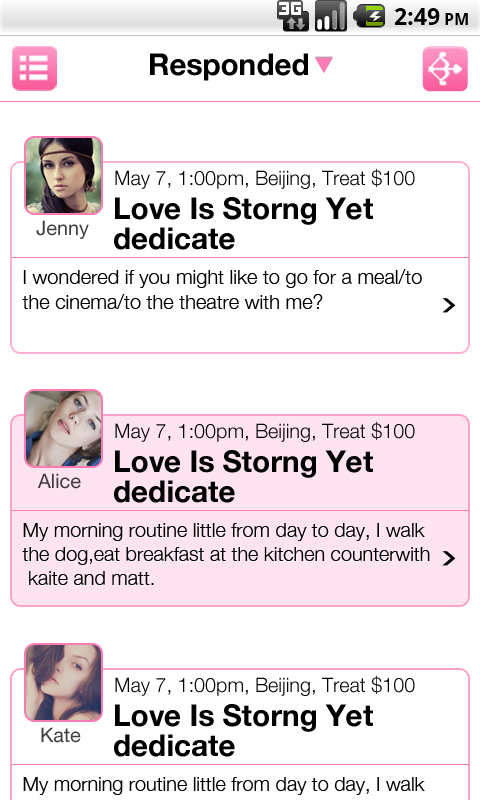 3G 2:49 PM
Responded
May 7, 1:00pm, Beijing, Treat $100
Love Is Storng Yet
dedicate
Jenny
I wondered if you might like to go for a meal/to
the cinema/to the theatre with me?
May 7, 1:00pm, Beijing, Treat $100
Love Is Storng Yet
dedicate
Alice
My morning routine little from day to day, I walk
the dog,eat breakfast at the kitchen counterwith
kaite and matt.
May 7, 1:00pm, Beijing, Treat $100
Love Is Storng Yet
dedicate
Kate
My morning routine little from day to day, I walk